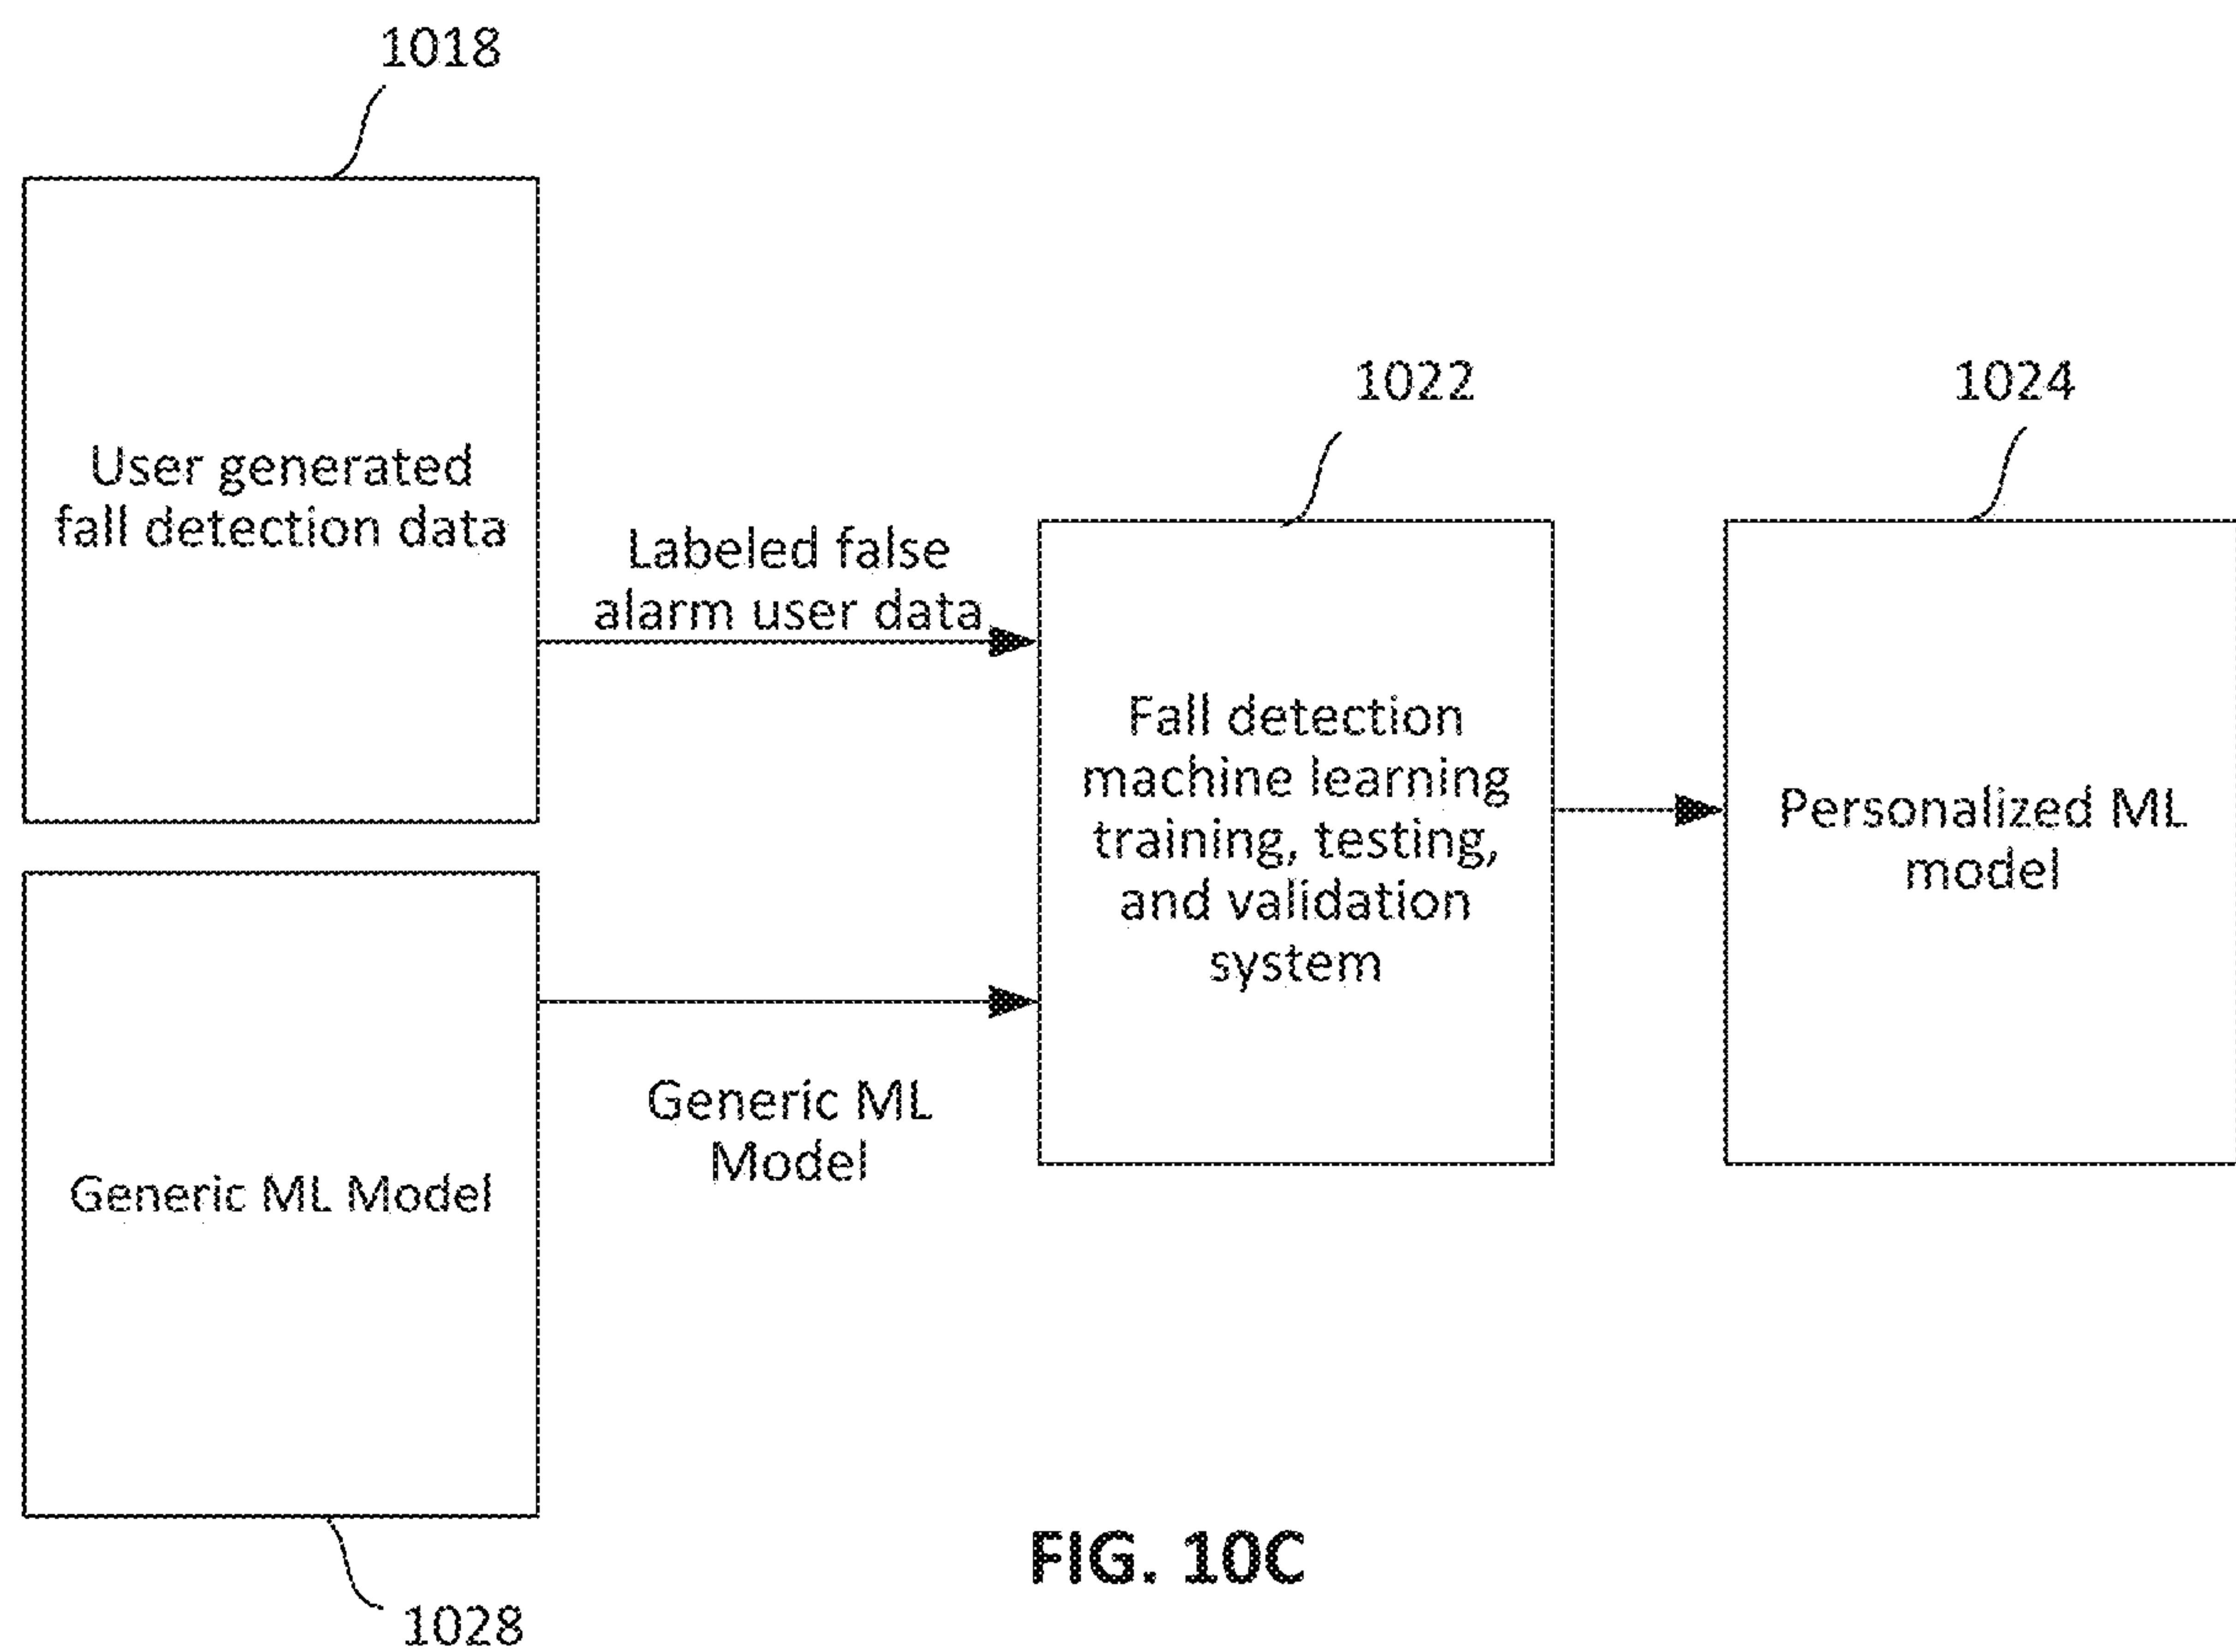 1018
User generated
fall detection data
Labeled false
alarm user data
1022
Fall detection
machine learning
training, testing,
and validation
system
1024
Personalized ML
model
Generic ML Model
Generic ML
Model
1028
FIG. 10C